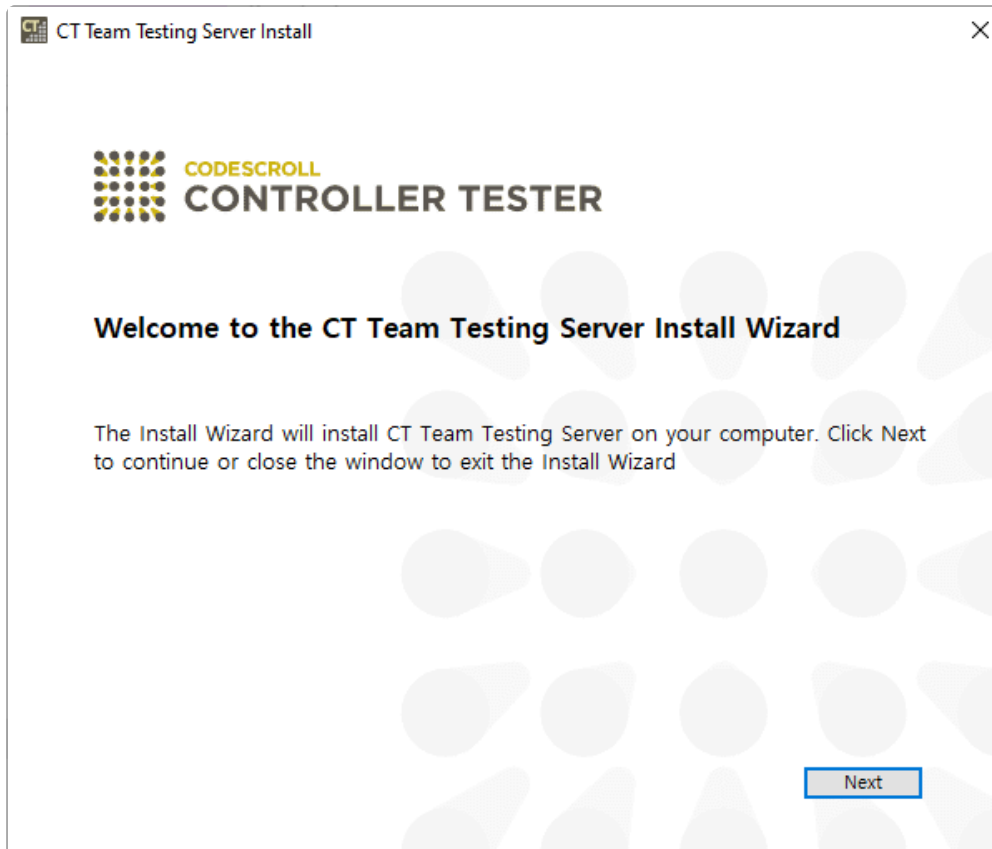 CT Team Testing Server Install
CODESCROLL
CONTROLLER TESTER
Welcome to the CT Team Testing Server Install Wizard
The Install Wizard will install CT Team Testing Server on your computer. Click Next
to continue or close the window to exit the Install Wizard
Next